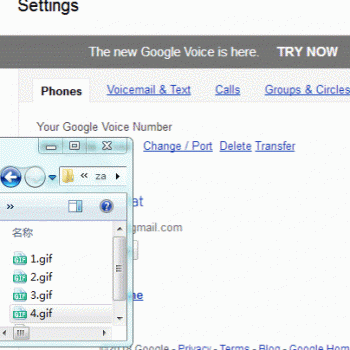 Settings
The new Google Voice is here. TRY NOW
Phones Voicemail & Text Calls Groups & Circles
Your Google Voice Number
Change / Port Delete Transfer
« za
at
»
gmail.com
名称
1.gif
2.gif
3.gif
4.gif
Google - Privacy - Terms - Blog - Google Hom